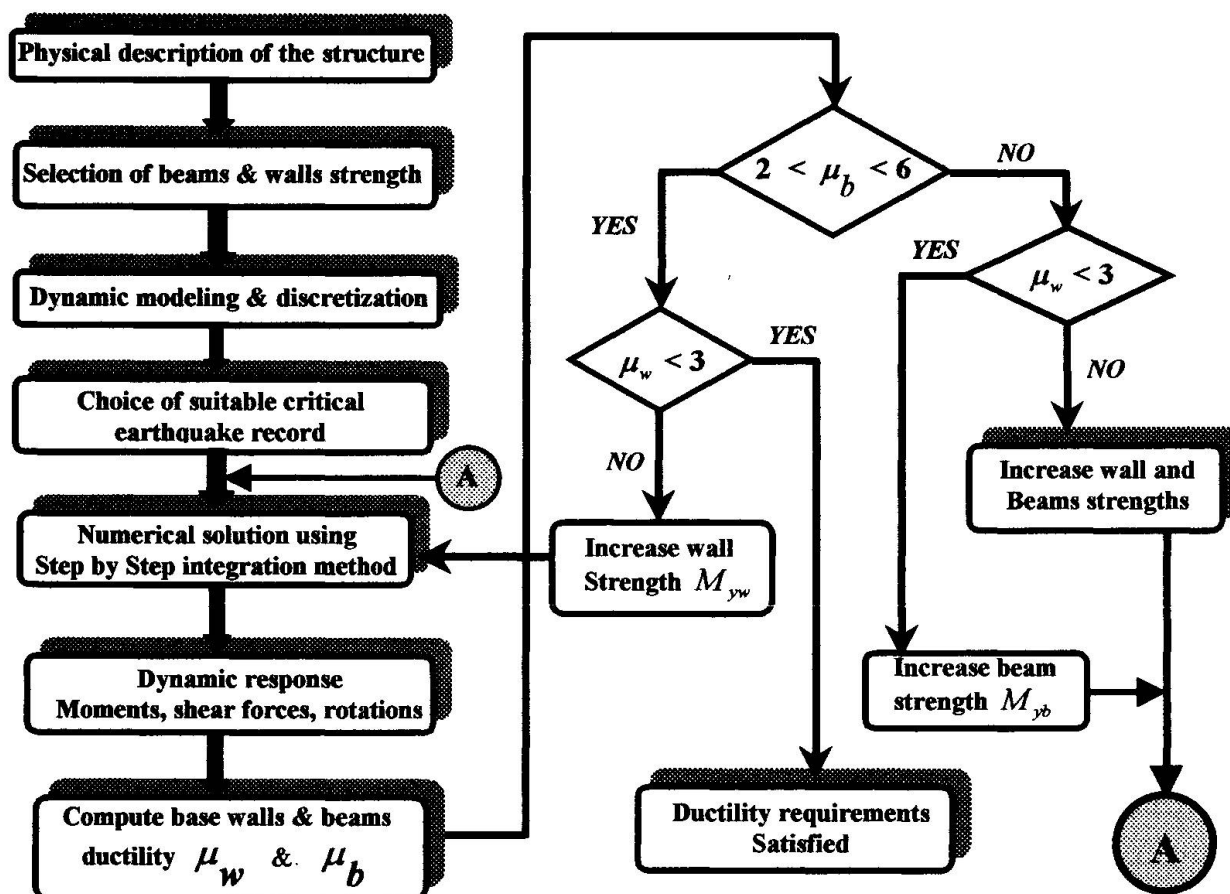 Physical description of the structure
Selection of beams & walls strength
Dynamic modeling & discretization
Choice of suitable critical
earthquake record
A
Numerical solution using
Step by Step integration method
Dynamic response
Moments, shear forces, rotations
Compute base walls & beams
ductility μw &. μb
2 < μb < 6
YES
NO
μw < 3
YES
NO
Increase wall
Strength Myw
Ductility requirements
Satisfied
μw < 3
YES
NO
Increase wall and
Beams strengths
Increase beam
strength Myb
A